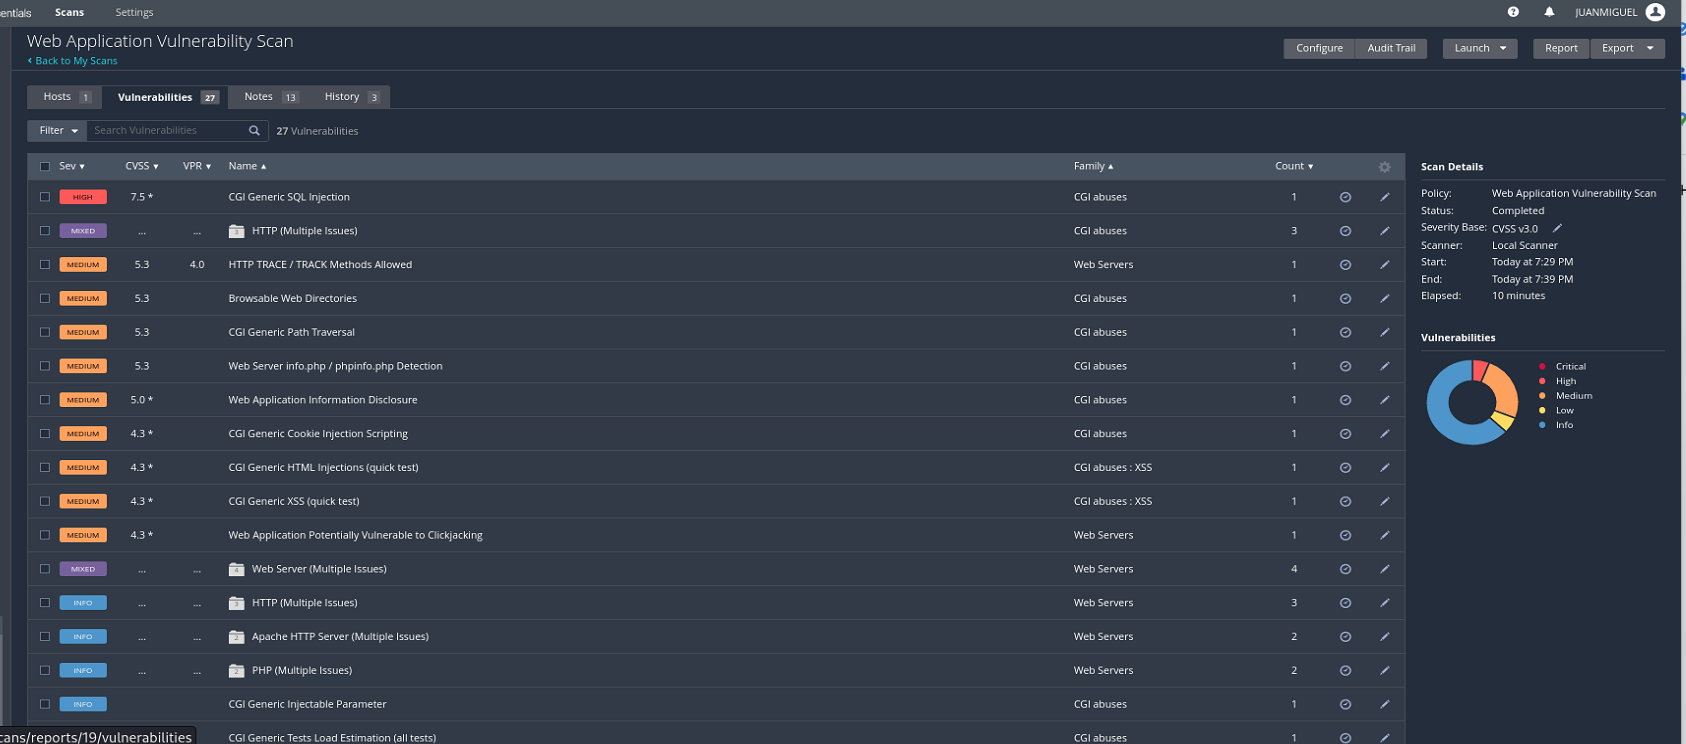 entials Scans Settings JUANMIGUEL
Web Application Vulnerability Scan
Back to My Scans
Configure Audit Trail Launch Report Export
Hosts 1 Vulnerabilities 27 Notes 13 History 3
Filter Search Vulnerabilities 27 Vulnerabilities
Sev CVSS VPR Name Family Count
HIGH 7.5 * CGI Generic SQL Injection CGI abuses 1
MIXED ... ... 3 HTTP (Multiple Issues) CGI abuses 3
MEDIUM 5.3 4.0 HTTP TRACE / TRACK Methods Allowed Web Servers 1
MEDIUM 5.3 Browsable Web Directories CGI abuses 1
MEDIUM 5.3 CGI Generic Path Traversal CGI abuses 1
MEDIUM 5.3 Web Server info.php / phpinfo.php Detection CGI abuses 1
MEDIUM 5.0 * Web Application Information Disclosure CGI abuses 1
MEDIUM 4.3 * CGI Generic Cookie Injection Scripting CGI abuses 1
MEDIUM 4.3 * CGI Generic HTML Injections (quick test) CGI abuses : XSS 1
MEDIUM 4.3 * CGI Generic XSS (quick test) CGI abuses : XSS 1
MEDIUM 4.3 * Web Application Potentially Vulnerable to Clickjacking Web Servers 1
MIXED ... ... 4 Web Server (Multiple Issues) Web Servers 4
INFO ... ... 3 HTTP (Multiple Issues) Web Servers 3
INFO ... ... 2 Apache HTTP Server (Multiple Issues) Web Servers 2
INFO ... ... 2 PHP (Multiple Issues) Web Servers 2
INFO CGI Generic Injectable Parameter CGI abuses 1
CGI Generic Tests Load Estimation (all tests) CGI abuses 1
cans/reports/19/vulnerabilities
Scan Details
Policy: Web Application Vulnerability Scan
Status: Completed
Severity Base: CVSS v3.0
Scanner: Local Scanner
Start: Today at 7:29 PM
End: Today at 7:39 PM
Elapsed: 10 minutes
Vulnerabilities
Critical
High
Medium
Low
Info